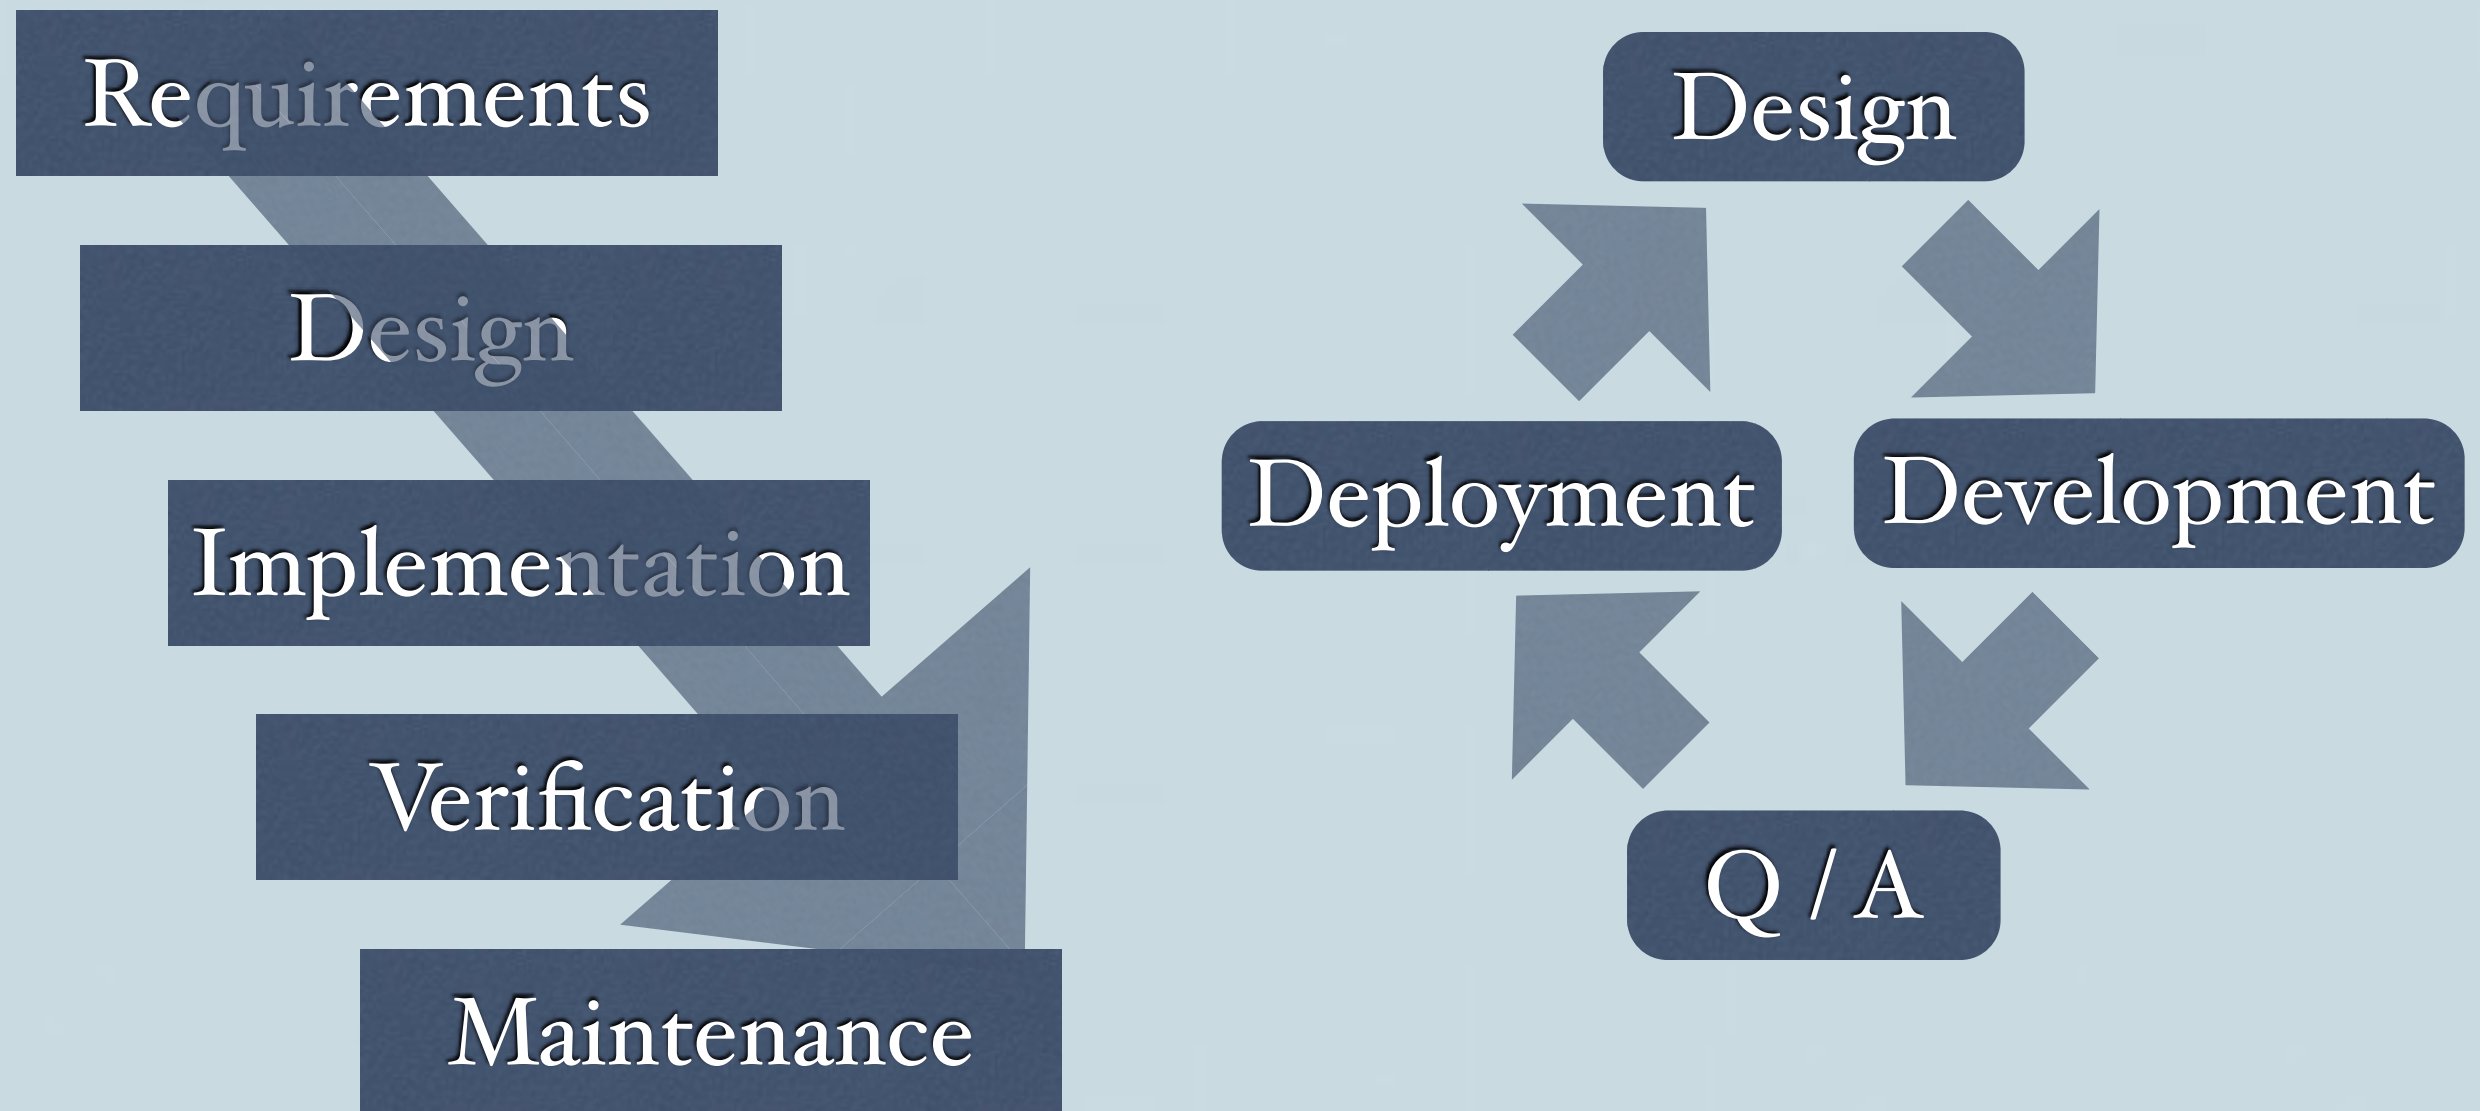 Requirements
Design
Implementation
Verification
Maintenance
Design
Deployment
Development
Q / A